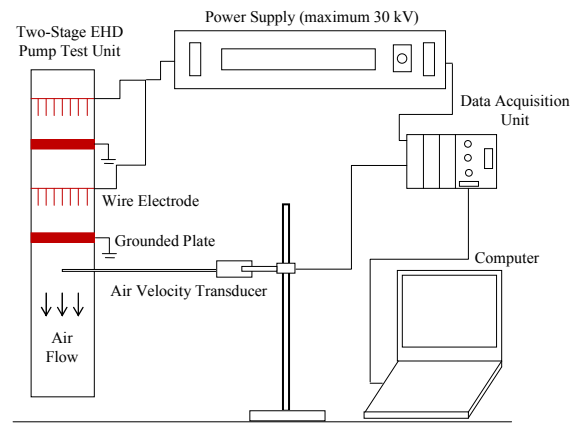 Power Supply (maximum 30 kV)
Two-Stage EHD
Pump Test Unit
Data Acquisition
Unit
Wire Electrode
Grounded Plate
Computer
Air Velocity Transducer
Air
Flow